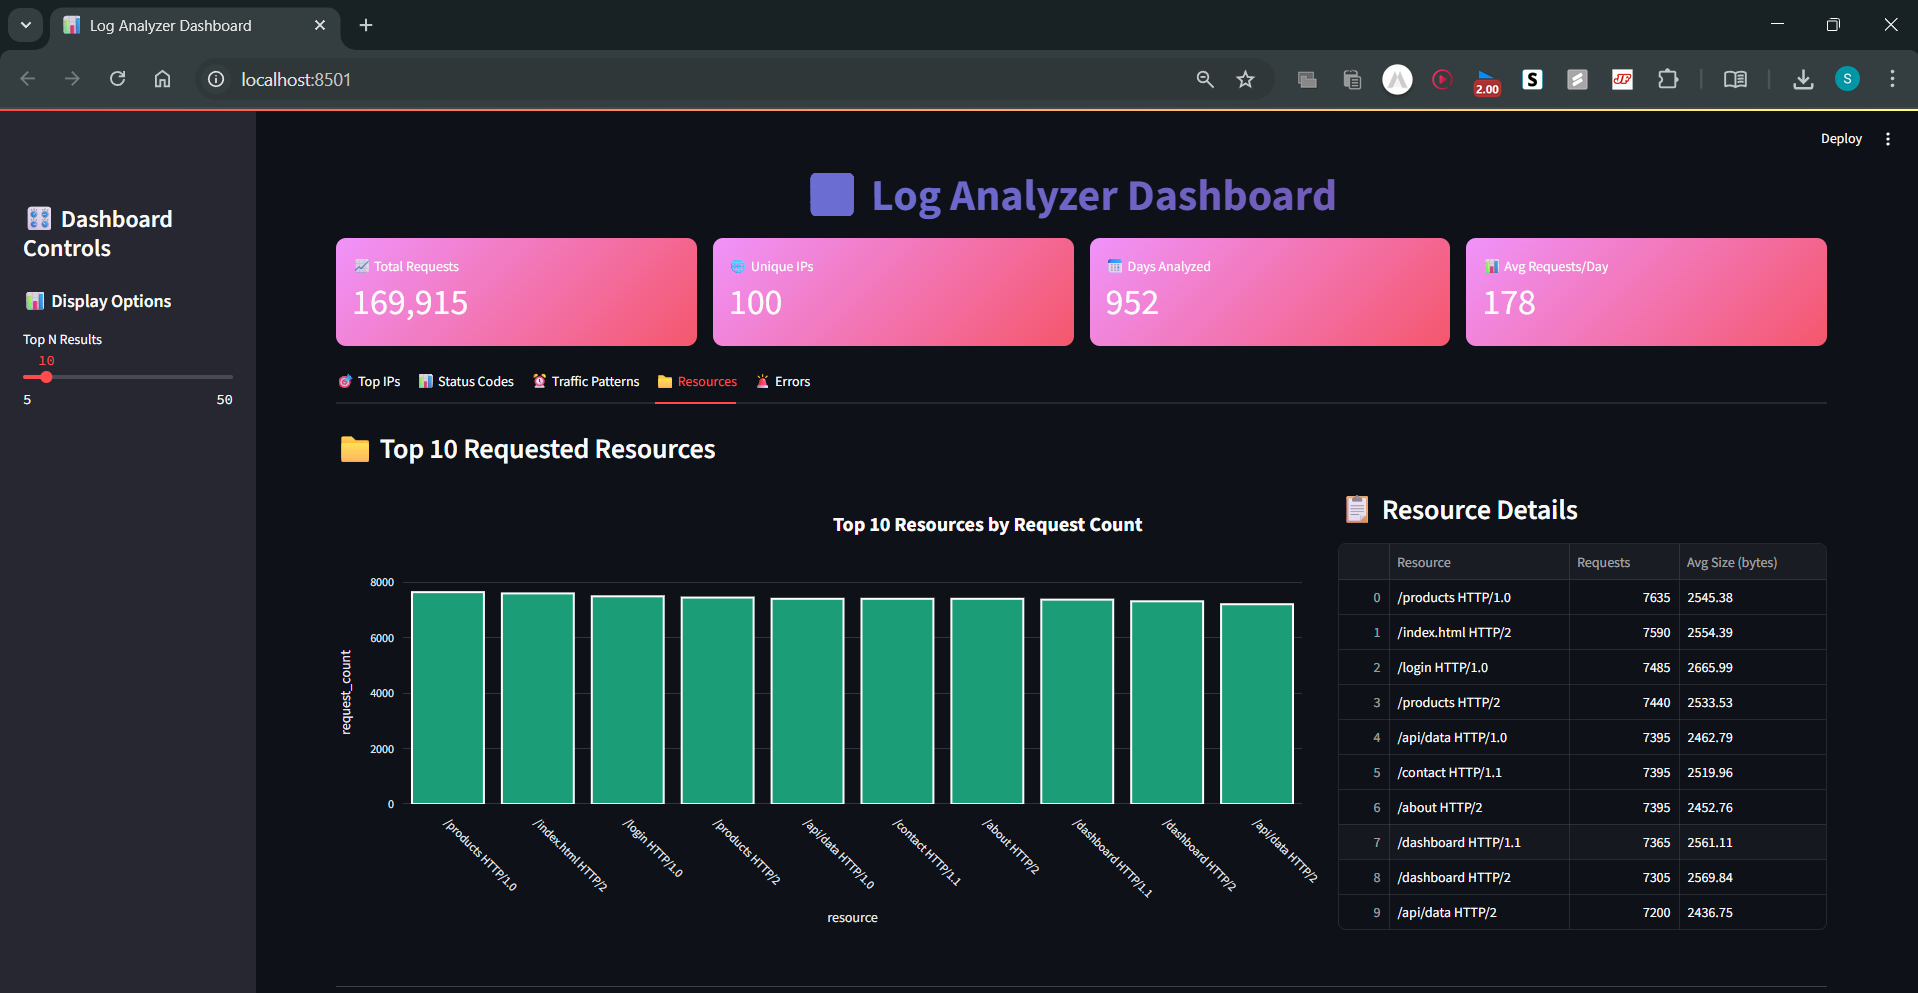 Log Analyzer Dashboard
localhost:8501
2.00
S
JF
S
Deploy
Dashboard
Controls
Display Options
Top N Results
10
5 50
Log Analyzer Dashboard
Total Requests
169,915
Unique IPs
100
Days Analyzed
952
Avg Requests/Day
178
Top IPs Status Codes Traffic Patterns Resources Errors
Top 10 Requested Resources
Top 10 Resources by Request Count
8000
6000
4000
2000
0
request_count
/products HTTP/1.0
/index.html HTTP/2
/login HTTP/1.0
/products HTTP/2
/api/data HTTP/1.0
/contact HTTP/1.1
/about HTTP/2
/dashboard HTTP/1.1
/dashboard HTTP/2
/api/data HTTP/2
resource
Resource Details
Resource Requests Avg Size (bytes)
0 /products HTTP/1.0 7635 2545.38
1 /index.html HTTP/2 7590 2554.39
2 /login HTTP/1.0 7485 2665.99
3 /products HTTP/2 7440 2533.53
4 /api/data HTTP/1.0 7395 2462.79
5 /contact HTTP/1.1 7395 2519.96
6 /about HTTP/2 7395 2452.76
7 /dashboard HTTP/1.1 7365 2561.11
8 /dashboard HTTP/2 7305 2569.84
9 /api/data HTTP/2 7200 2436.75